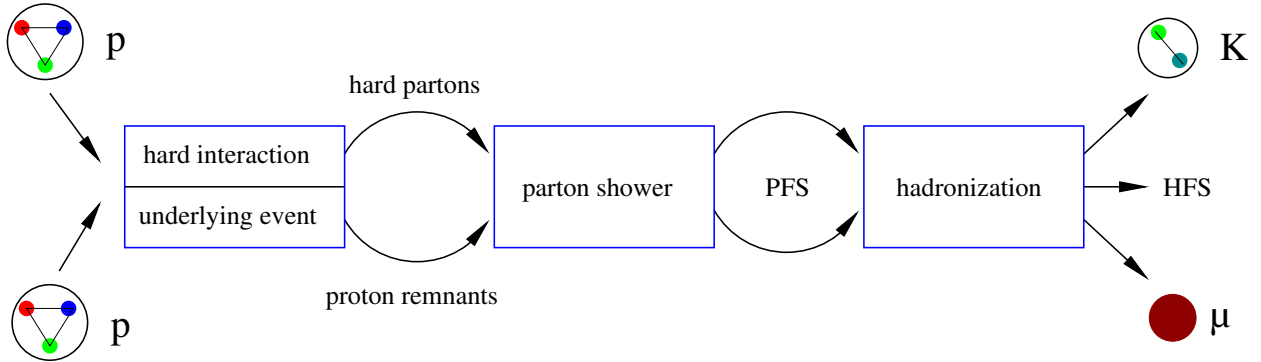 p
K
hard partons
hard interaction
underlying event
parton shower
PFS
hadronization
HFS
proton remnants
p
μ